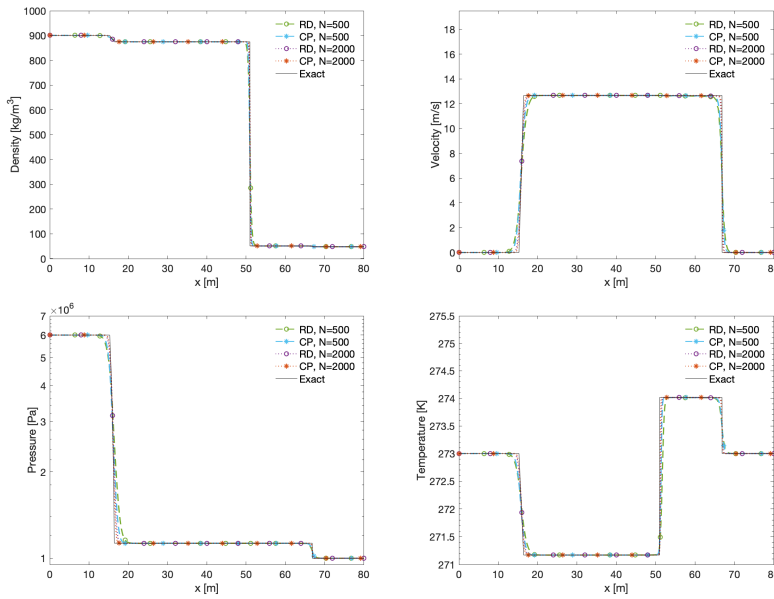 1000
900
800
700
600
500
400
300
200
100
0
Density [kg/m³]
0 10 20 30 40 50 60 70 80
x [m]
RD, N=500
CP, N=500
RD, N=2000
CP, N=2000
Exact
14
12
10
8
6
4
2
0
Velocity [m/s]
0 10 20 30 40 50 60 70 80
x [m]
RD, N=500
CP, N=500
RD, N=2000
CP, N=2000
Exact
×10⁶
7
6
5
4
3
2
1
Pressure [Pa]
0 10 20 30 40 50 60 70 80
x [m]
RD, N=500
CP, N=500
RD, N=2000
CP, N=2000
Exact
275.5
275
274.5
274
273.5
273
272.5
272
271.5
271
Temperature [K]
0 10 20 30 40 50 60 70 80
x [m]
RD, N=500
CP, N=500
RD, N=2000
CP, N=2000
Exact